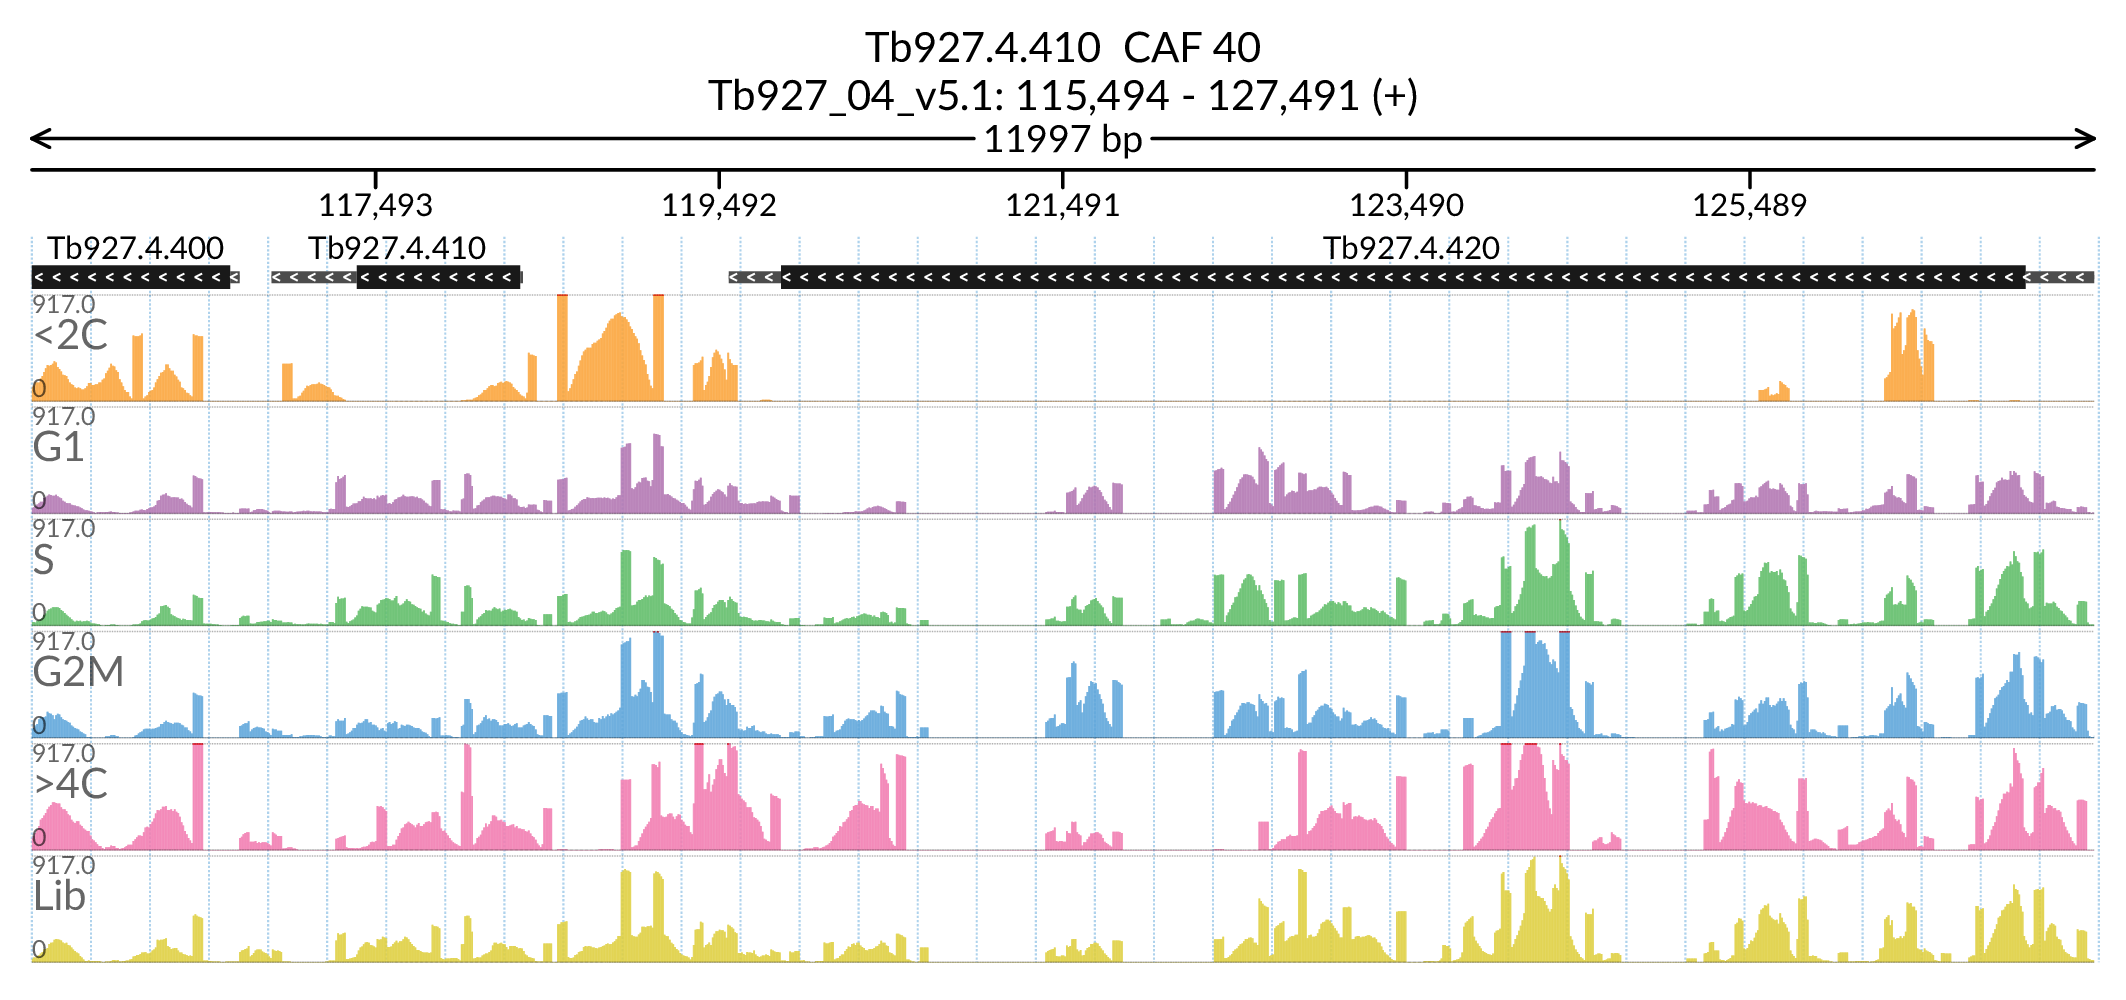 Tb927.4.410  CAF 40
Tb927_04_v5.1: 115,494 - 127,491 (+)
11997 bp
117,493 119,492 121,491 123,490 125,489
Tb927.4.400 Tb927.4.410 Tb927.4.420
917.0
<2C
0
917.0
G1
0
917.0
S
0
917.0
G2M
0
917.0
>4C
0
917.0
Lib
0